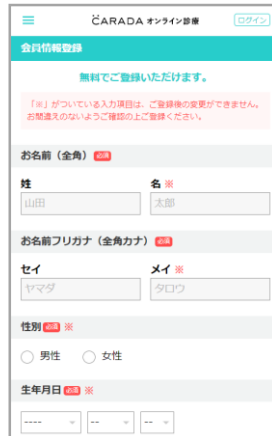 CARADA オンライン診療
ログイン
会員情報登録
無料でご登録いただけます。
「※」がついている入力項目は、ご登録後の変更ができません。
お間違えのないようご確認の上ご登録ください。
お名前（全角） 必須
姓 名 ※
山田 太郎
お名前フリガナ（全角カナ） 必須
セイ メイ ※
ヤマダ タロウ
性別 必須 ※
男性 女性
生年月日 必須 ※
---- -- --